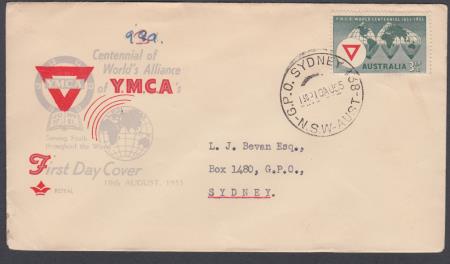 93a.
Centennial of
World's Alliance
of Y.M.C.A's
YMCA
Serving Youth
throughout the World
First Day Cover
10th AUGUST, 1955
ROYAL
Y.M.C.A. WORLD CENTENNIAL 1855-1955
AUSTRALIA
3½D
G.P.O. SYDNEY
N.S.W-AUST
L. J. Bevan Esq.,
Box 1480, G.P.O.,
SYDNEY.